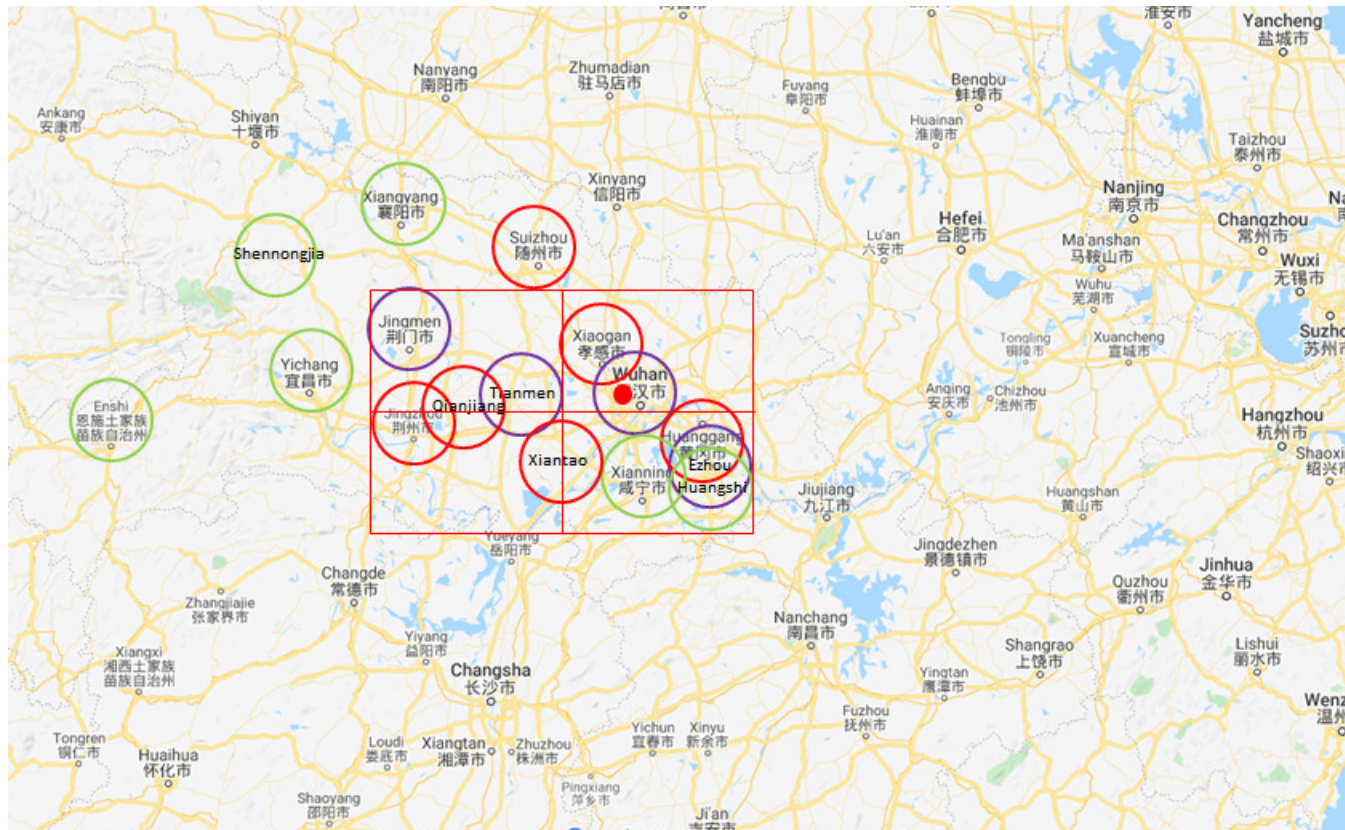 淮安市
Yancheng
盐城市
Nanyang
南阳市
Zhumadian
驻马店市
Fuyang
阜阳市
Bengbu
蚌埠市
Ankang
安康市
Shiyan
十堰市
Huainan
淮南市
Taizhou
泰州市
Xiangyang
襄阳市
Xinyang
信阳市
Nanjing
南京市
Suizhou
随州市
Lu'an
六安市
Hefei
合肥市
Changzhou
常州市
Shennongjia
Ma'anshan
马鞍山市
Wuxi
无锡市
Wuhu
芜湖市
Jingmen
荆门市
Xiaogan
孝感市
Tongling
铜陵市
Xuancheng
宣城市
苏州市
Yichang
宜昌市
Wuhan
汉市
Tianmen
Qianjiang
Anqing
安庆市
Chizhou
池州市
Enshi
恩施土家族
苗族自治州
Jingzhou
荆州市
Huanggang
黄冈市
Hangzhou
杭州市
Xiantao
Ezhou
Xianning
咸宁市
Huangshi
绍兴市
Jiujiang
九江市
Huangshan
黄山市
Yueyang
岳阳市
Jingdezhen
景德镇市
Changde
常德市
Quzhou
衢州市
Jinhua
金华市
Zhangjiajie
张家界市
Nanchang
南昌市
Yiyang
益阳市
Shangrao
上饶市
Lishui
丽水市
Xiangxi
湘西土家族
苗族自治州
Changsha
长沙市
Yingtan
鹰潭市
Fuzhou
抚州市
Tongren
铜仁市
Huaihua
怀化市
Loudi
娄底市
Xiangtan
湘潭市
Zhuzhou
株洲市
Yichun
宜春市
Xinyu
新余市
Pingxiang
萍乡市
Shaoyang
邵阳市
Ji'an
吉安市